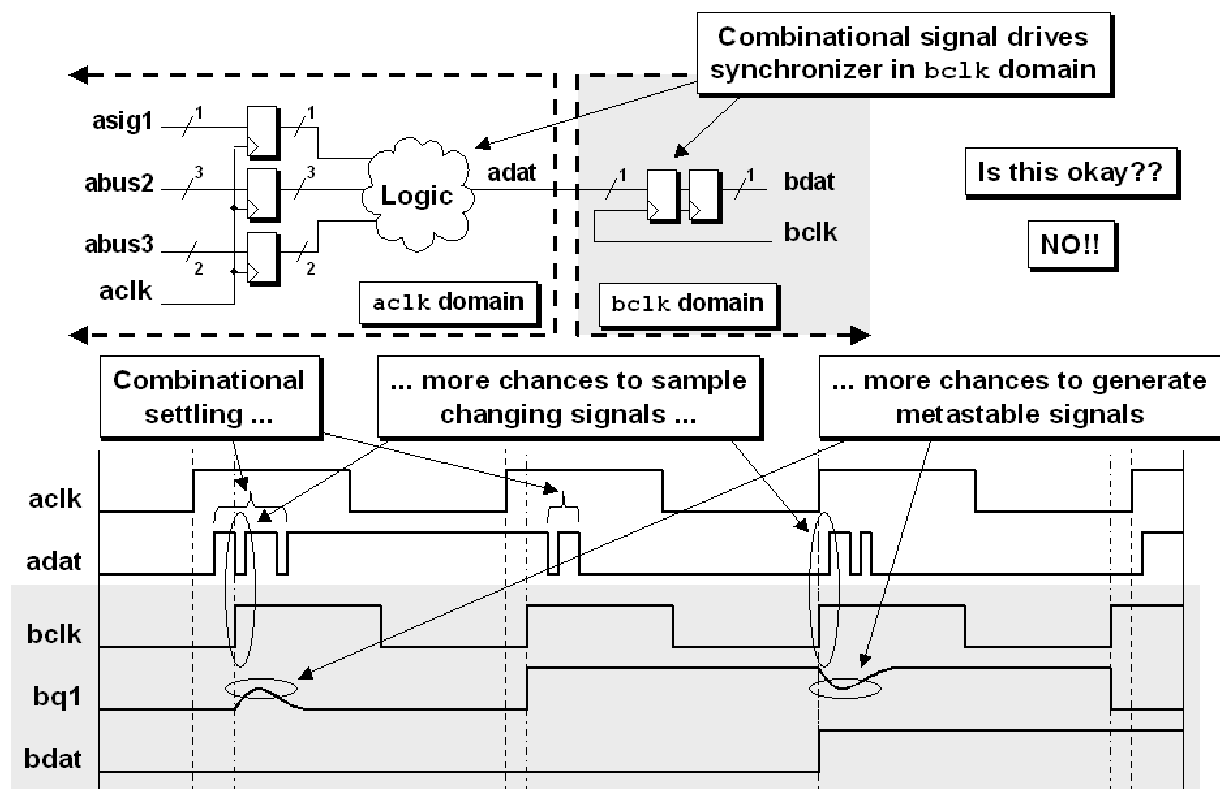 Combinational signal drives
synchronizer in bclk domain
asig1
1
1
abus2
3
3
Logic
adat
1
1
bdat
abus3
2
2
bclk
aclk
aclk domain
bclk domain
Is this okay??
NO!!
Combinational
settling ...
... more chances to sample
changing signals ...
... more chances to generate
metastable signals
aclk
adat
bclk
bq1
bdat